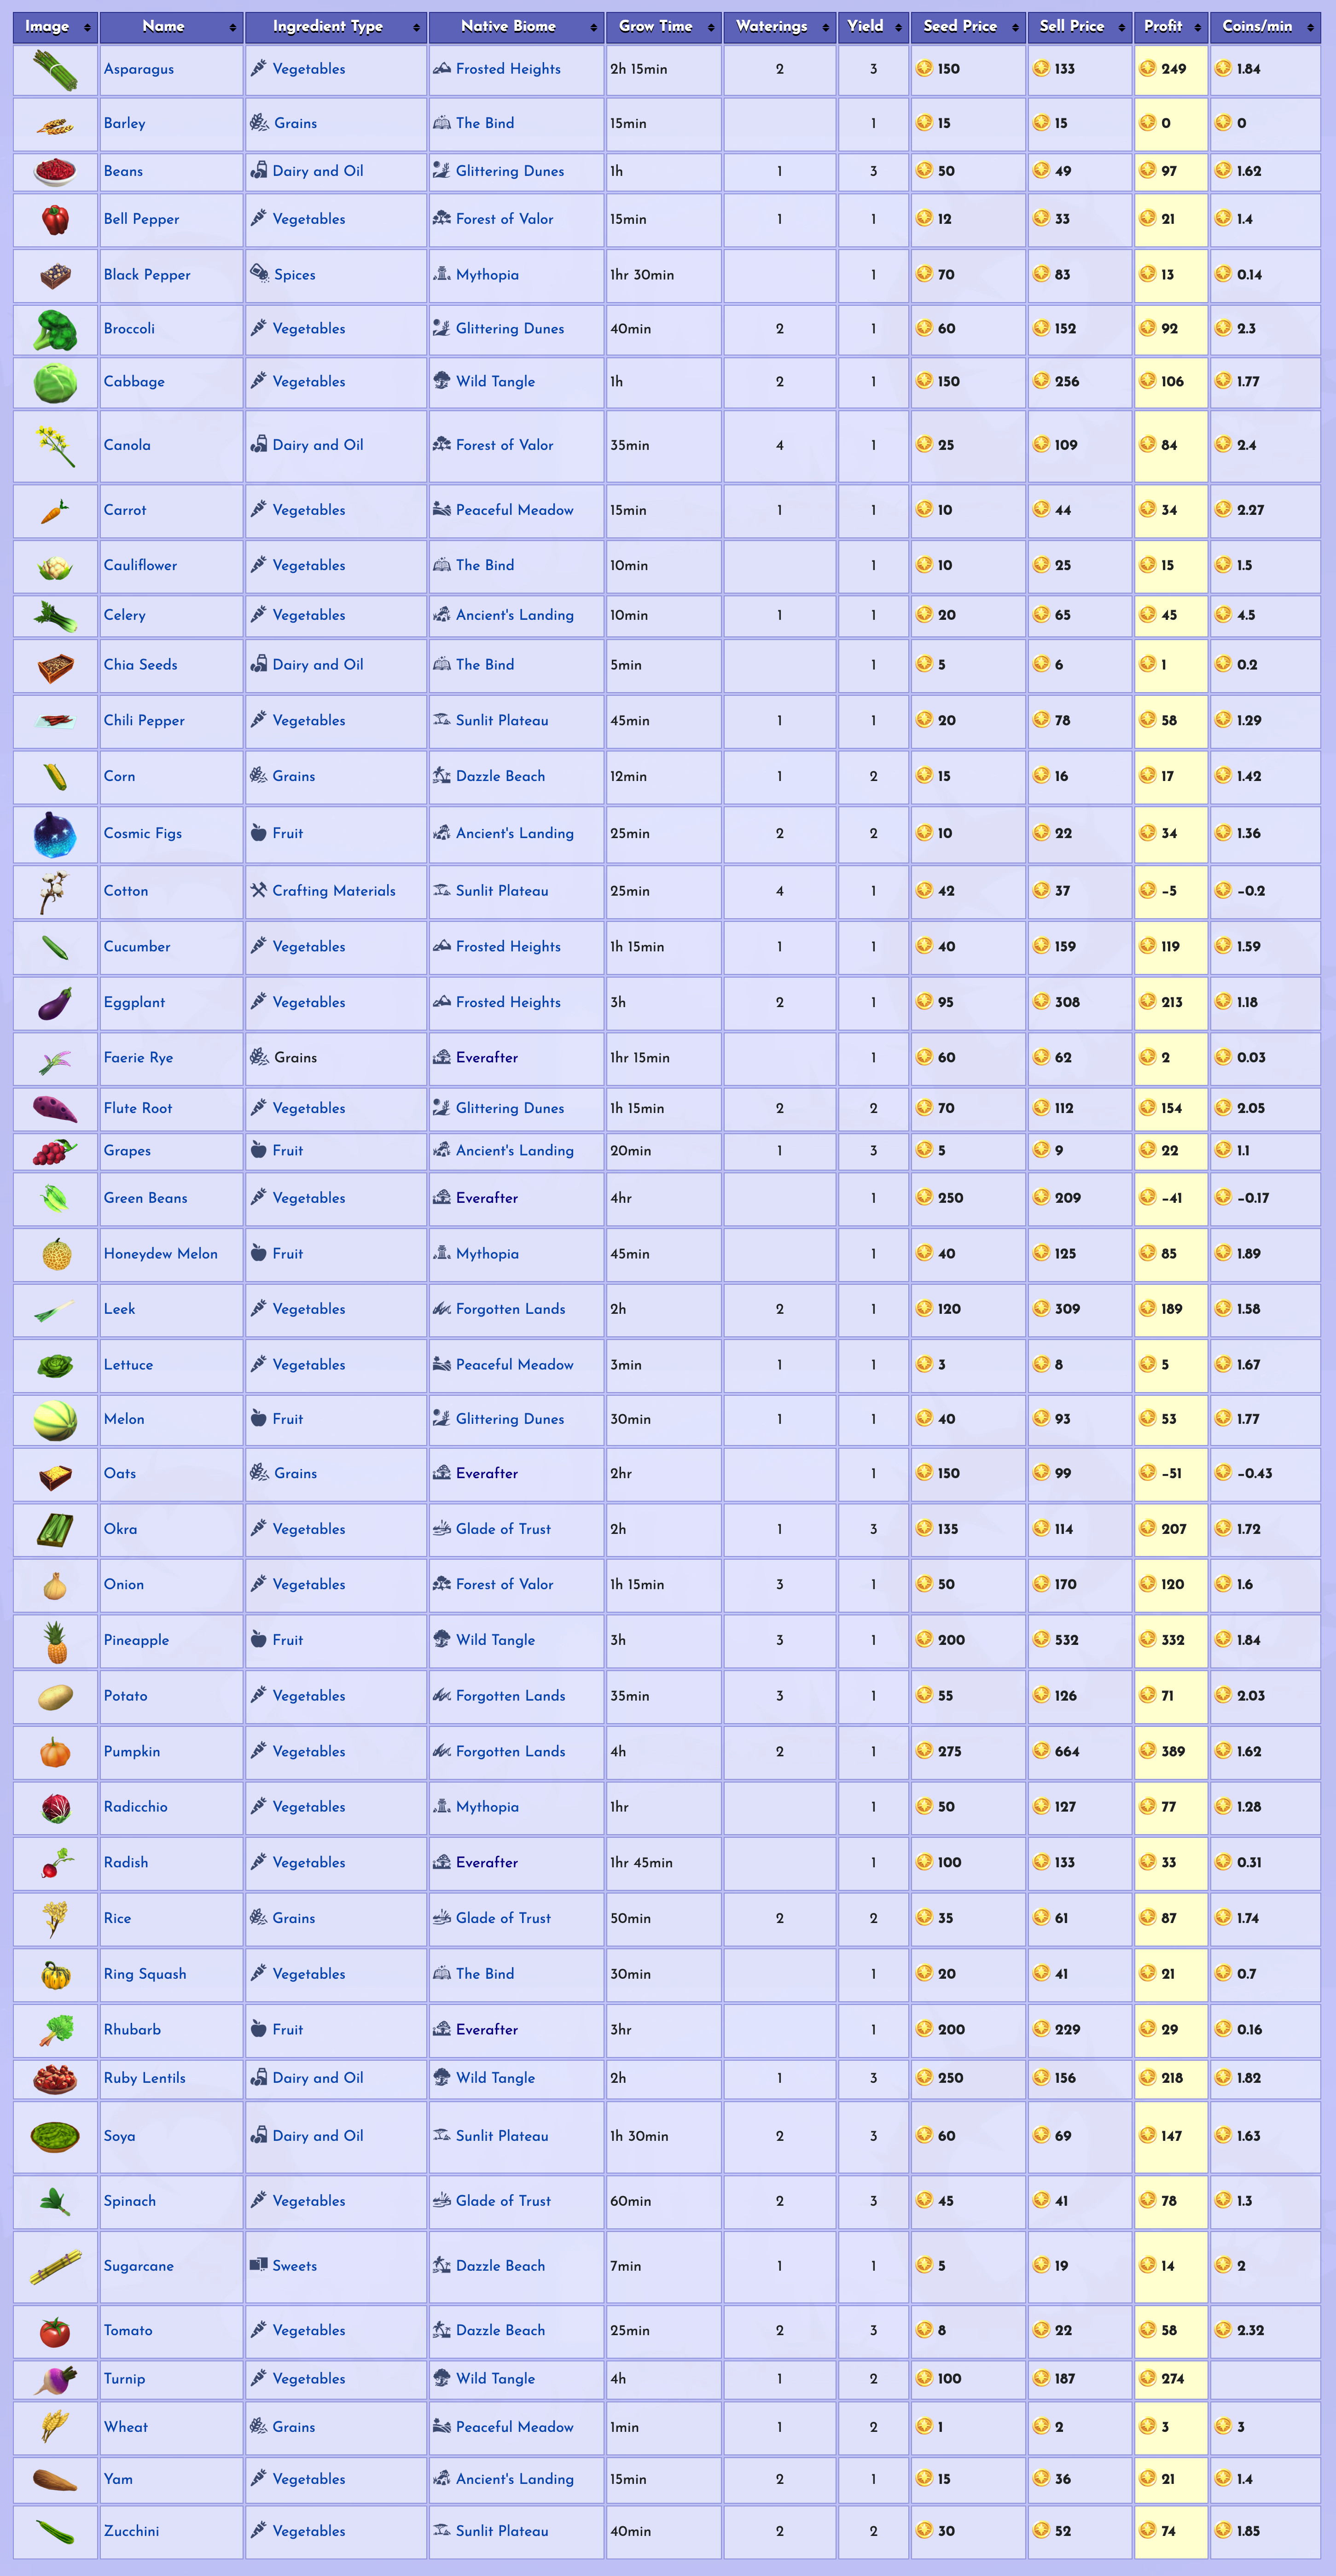 Image Name Ingredient Type Native Biome Grow Time Waterings Yield Seed Price Sell Price Profit Coins/min
Asparagus Vegetables Frosted Heights 2h 15min 2 3 150 133 249 1.84
Barley Grains The Bind 15min 1 15 15 0 0
Beans Dairy and Oil Glittering Dunes 1h 1 3 50 49 97 1.62
Bell Pepper Vegetables Forest of Valor 15min 1 1 12 33 21 1.4
Black Pepper Spices Mythopia 1hr 30min 1 70 83 13 0.14
Broccoli Vegetables Glittering Dunes 40min 2 1 60 152 92 2.3
Cabbage Vegetables Wild Tangle 1h 2 1 150 256 106 1.77
Canola Dairy and Oil Forest of Valor 35min 4 1 25 109 84 2.4
Carrot Vegetables Peaceful Meadow 15min 1 1 10 44 34 2.27
Cauliflower Vegetables The Bind 10min 1 10 25 15 1.5
Celery Vegetables Ancient's Landing 10min 1 1 20 65 45 4.5
Chia Seeds Dairy and Oil The Bind 5min 1 5 6 1 0.2
Chili Pepper Vegetables Sunlit Plateau 45min 1 1 20 78 58 1.29
Corn Grains Dazzle Beach 12min 1 2 15 16 17 1.42
Cosmic Figs Fruit Ancient's Landing 25min 2 2 10 22 34 1.36
Cotton Crafting Materials Sunlit Plateau 25min 4 1 42 37 −5 −0.2
Cucumber Vegetables Frosted Heights 1h 15min 1 1 40 159 119 1.59
Eggplant Vegetables Frosted Heights 3h 2 1 95 308 213 1.18
Faerie Rye Grains Everafter 1hr 15min 1 60 62 2 0.03
Flute Root Vegetables Glittering Dunes 1h 15min 2 2 70 112 154 2.05
Grapes Fruit Ancient's Landing 20min 1 3 5 9 22 1.1
Green Beans Vegetables Everafter 4hr 1 250 209 −41 −0.17
Honeydew Melon Fruit Mythopia 45min 1 40 125 85 1.89
Leek Vegetables Forgotten Lands 2h 2 1 120 309 189 1.58
Lettuce Vegetables Peaceful Meadow 3min 1 1 3 8 5 1.67
Melon Fruit Glittering Dunes 30min 1 1 40 93 53 1.77
Oats Grains Everafter 2hr 1 150 99 −51 −0.43
Okra Vegetables Glade of Trust 2h 1 3 135 114 207 1.72
Onion Vegetables Forest of Valor 1h 15min 3 1 50 170 120 1.6
Pineapple Fruit Wild Tangle 3h 3 1 200 532 332 1.84
Potato Vegetables Forgotten Lands 35min 3 1 55 126 71 2.03
Pumpkin Vegetables Forgotten Lands 4h 2 1 275 664 389 1.62
Radicchio Vegetables Mythopia 1hr 1 50 127 77 1.28
Radish Vegetables Everafter 1hr 45min 1 100 133 33 0.31
Rice Grains Glade of Trust 50min 2 2 35 61 87 1.74
Ring Squash Vegetables The Bind 30min 1 20 41 21 0.7
Rhubarb Fruit Everafter 3hr 1 200 229 29 0.16
Ruby Lentils Dairy and Oil Wild Tangle 2h 1 3 250 156 218 1.82
Soya Dairy and Oil Sunlit Plateau 1h 30min 2 3 60 69 147 1.63
Spinach Vegetables Glade of Trust 60min 2 3 45 41 78 1.3
Sugarcane Sweets Dazzle Beach 7min 1 1 5 19 14 2
Tomato Vegetables Dazzle Beach 25min 2 3 8 22 58 2.32
Turnip Vegetables Wild Tangle 4h 1 2 100 187 274
Wheat Grains Peaceful Meadow 1min 1 2 1 2 3 3
Yam Vegetables Ancient's Landing 15min 2 1 15 36 21 1.4
Zucchini Vegetables Sunlit Plateau 40min 2 2 30 52 74 1.85